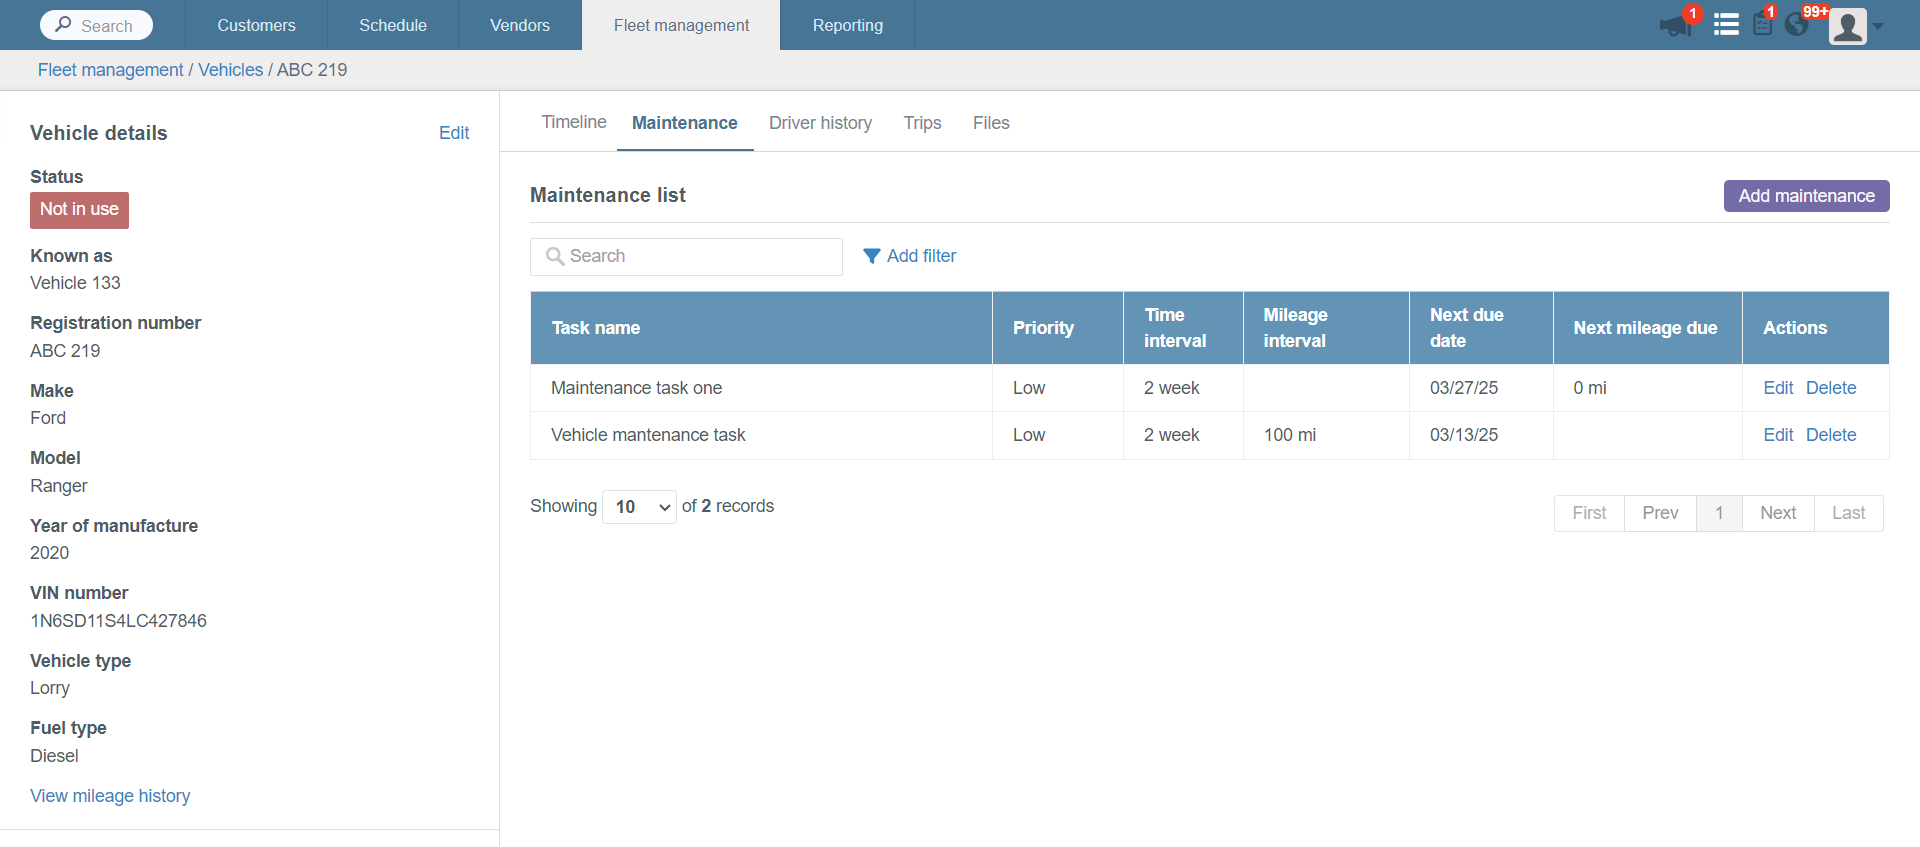 Search
Customers
Schedule
Vendors
Fleet management
Reporting
1
1
99+
Fleet management / Vehicles / ABC 219
Vehicle details
Edit
Status
Not in use
Known as
Vehicle 133
Registration number
ABC 219
Make
Ford
Model
Ranger
Year of manufacture
2020
VIN number
1N6SD11S4LC427846
Vehicle type
Lorry
Fuel type
Diesel
View mileage history
Timeline
Maintenance
Driver history
Trips
Files
Maintenance list
Add maintenance
Search
Add filter
Task name
Priority
Time interval
Mileage interval
Next due date
Next mileage due
Actions
Maintenance task one
Low
2 week
03/27/25
0 mi
Edit Delete
Vehicle mantenance task
Low
2 week
100 mi
03/13/25
Edit Delete
Showing 10 of 2 records
First
Prev
1
Next
Last